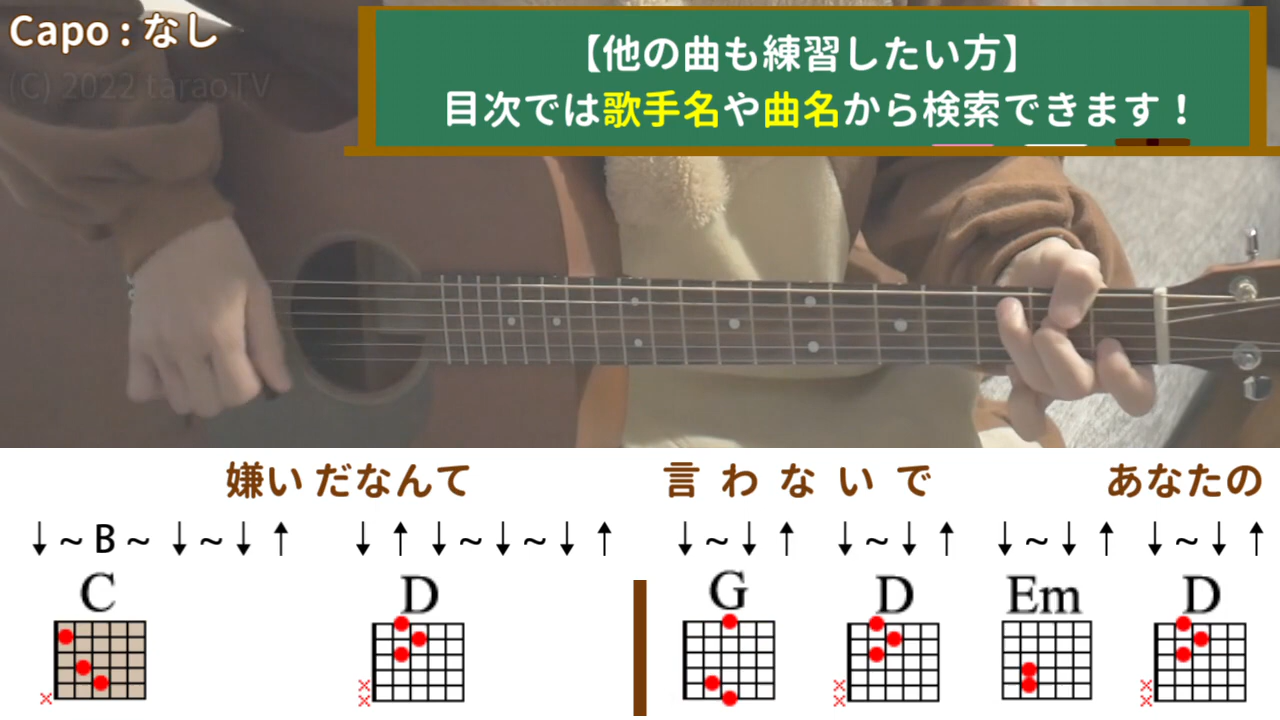 Capo : なし
(C) 2022 taraoTV
【他の曲も練習したい方】
目次では歌手名や曲名から検索できます！
嫌いだなんて 言わないで あなたの
↓ ~ B ~ ↓ ~ ↓ ↑ ↓ ↑ ↓ ~ ↓ ~ ↓ ↑ ↓ ~ ↓ ↑ ↓ ~ ↓ ↑ ↓ ~ ↓ ↑ ↓ ~ ↓ ↑
C D G D Em D
× × × × × × ×